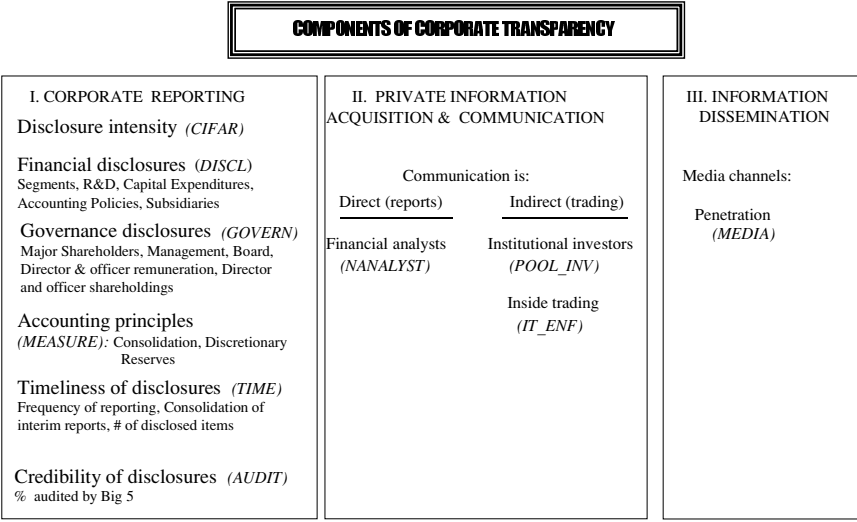 COMPONENTS OF CORPORATE TRANSPARENCY
I. CORPORATE REPORTING
Disclosure intensity (CIFAR)
Financial disclosures (DISCL)
Segments, R&D, Capital Expenditures,
Accounting Policies, Subsidiaries
Governance disclosures (GOVERN)
Major Shareholders, Management, Board,
Director & officer remuneration, Director
and officer shareholdings
Accounting principles
(MEASURE): Consolidation, Discretionary
Reserves
Timeliness of disclosures (TIME)
Frequency of reporting, Consolidation of
interim reports, # of disclosed items
Credibility of disclosures (AUDIT)
% audited by Big 5
II. PRIVATE INFORMATION
ACQUISITION & COMMUNICATION
Communication is:
Direct (reports)
Financial analysts
(NANALYST)
Indirect (trading)
Institutional investors
(POOL_INV)
Inside trading
(IT_ENF)
III. INFORMATION
DISSEMINATION
Media channels:
Penetration
(MEDIA)